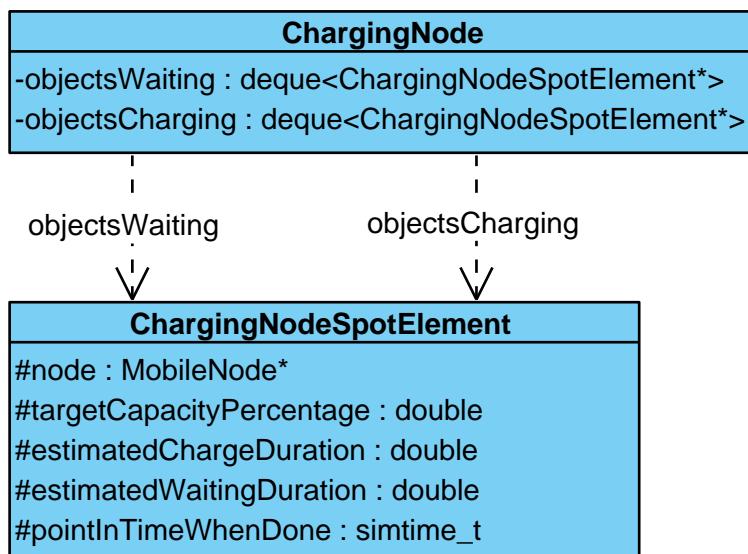 ChargingNode
-objectsWaiting : deque<ChargingNodeSpotElement*>
-objectsCharging : deque<ChargingNodeSpotElement*>
objectsWaiting
objectsCharging
ChargingNodeSpotElement
#node : MobileNode*
#targetCapacityPercentage : double
#estimatedChargeDuration : double
#estimatedWaitingDuration : double
#pointInTimeWhenDone : simtime_t